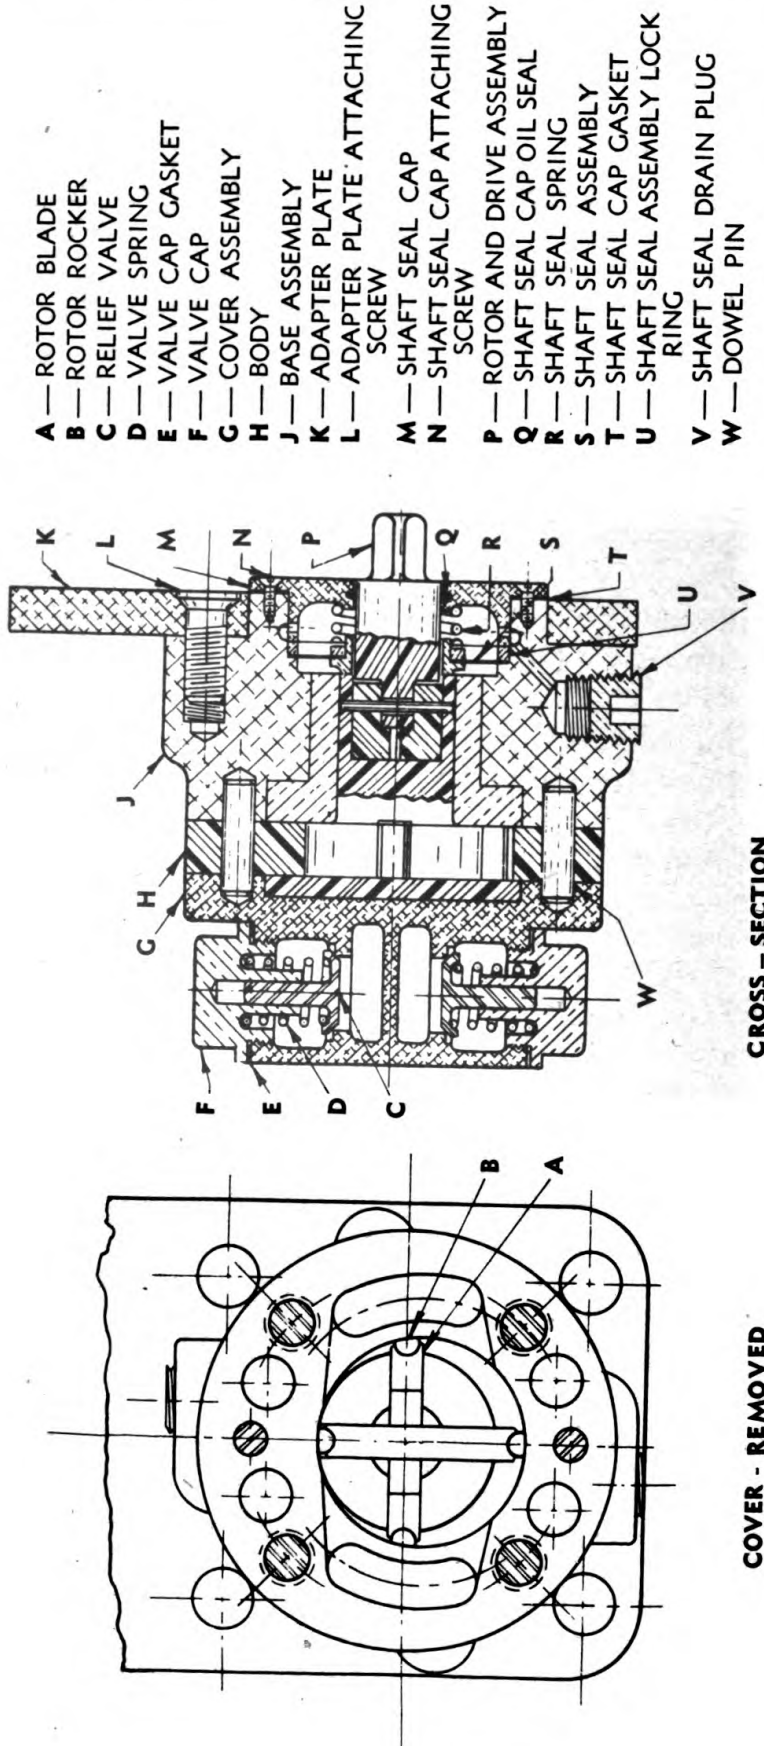 A — ROTOR BLADE
B — ROTOR ROCKER
C — RELIEF VALVE
D — VALVE SPRING
E — VALVE CAP GASKET
F — VALVE CAP
G — COVER ASSEMBLY
H — BODY
J — BASE ASSEMBLY
K — ADAPTER PLATE
L — ADAPTER PLATE ATTACHING
SCREW
M — SHAFT SEAL CAP
N — SHAFT SEAL CAP ATTACHING
SCREW
P — ROTOR AND DRIVE ASSEMBLY
Q — SHAFT SEAL CAP OIL SEAL
R — SHAFT SEAL SPRING
S — SHAFT SEAL ASSEMBLY
T — SHAFT SEAL CAP GASKET
U — SHAFT SEAL ASSEMBLY LOCK
RING
V — SHAFT SEAL DRAIN PLUG
W — DOWEL PIN
K
L
M
N
P
Q
R
S
T
U
V
J
H
G
F
E
D
C
W
CROSS - SECTION
B
A
COVER - REMOVED